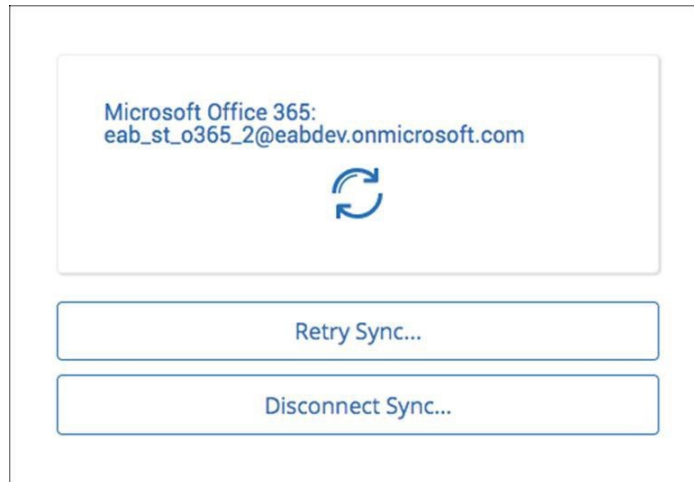 Microsoft Office 365:
eab_st_o365_2@eabdev.onmicrosoft.com
Retry Sync...
Disconnect Sync...